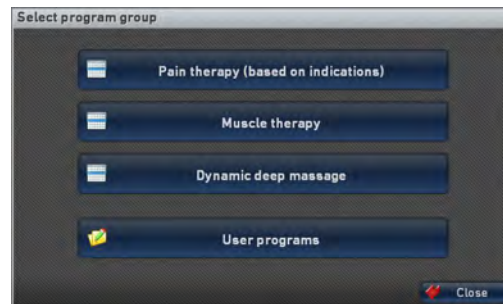 Select program group
Pain therapy (based on indications)
Muscle therapy
Dynamic deep massage
User programs
Close